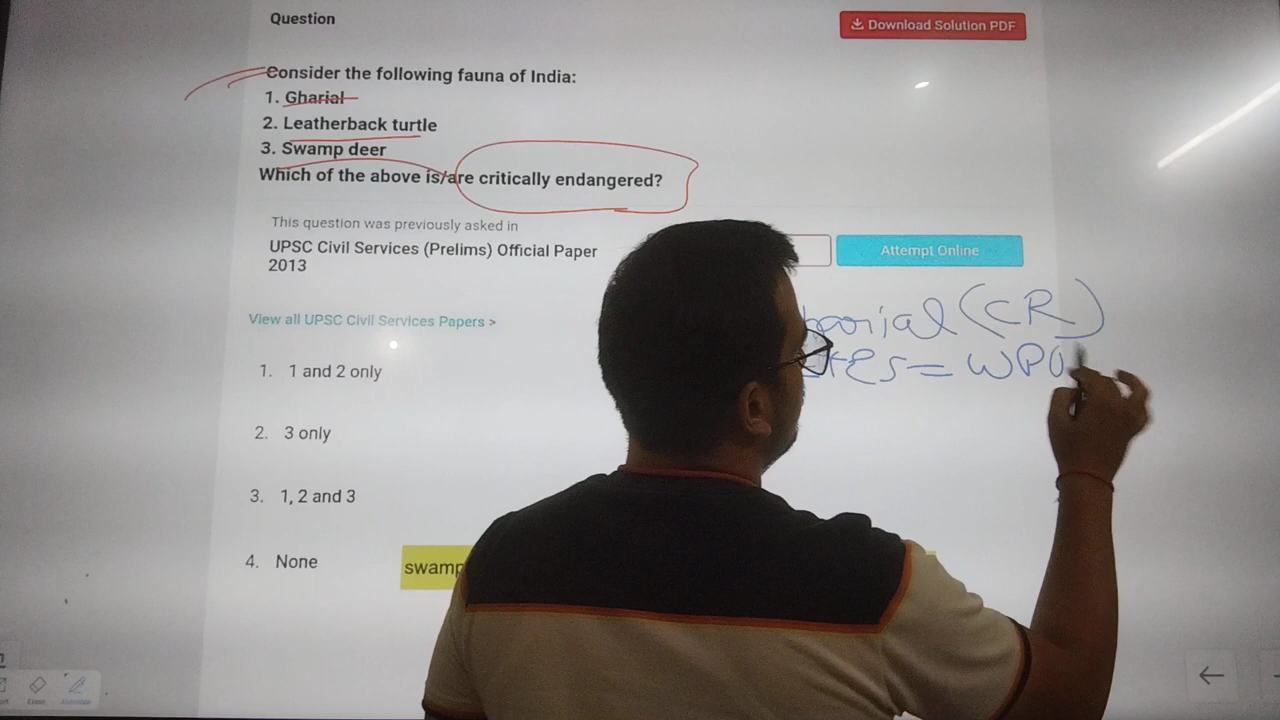 Question
Download Solution PDF
Consider the following fauna of India:
1. Gharial
2. Leatherback turtle
3. Swamp deer
Which of the above is/are critically endangered?
This question was previously asked in
UPSC Civil Services (Prelims) Official Paper
2013
Attempt Online
(CR)
View all UPSC Civil Services Papers >
= WP
1. 1 and 2 only
2. 3 only
3. 1, 2 and 3
4. None
swamp